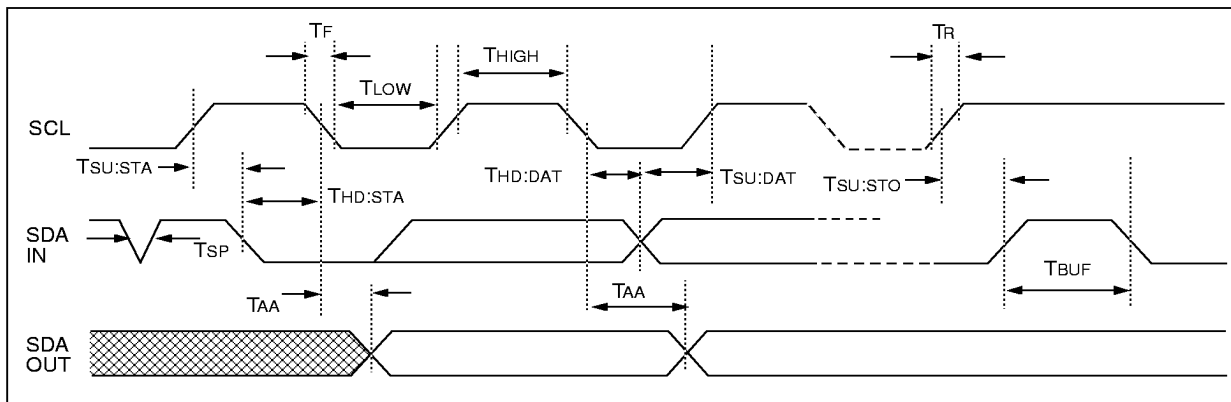 TF
TR
THIGH
TLOW
SCL
TSU:STA
THD:STA
THD:DAT
TSU:DAT
TSU:STO
SDA
IN
TSP
TBUF
TAA
TAA
SDA
OUT